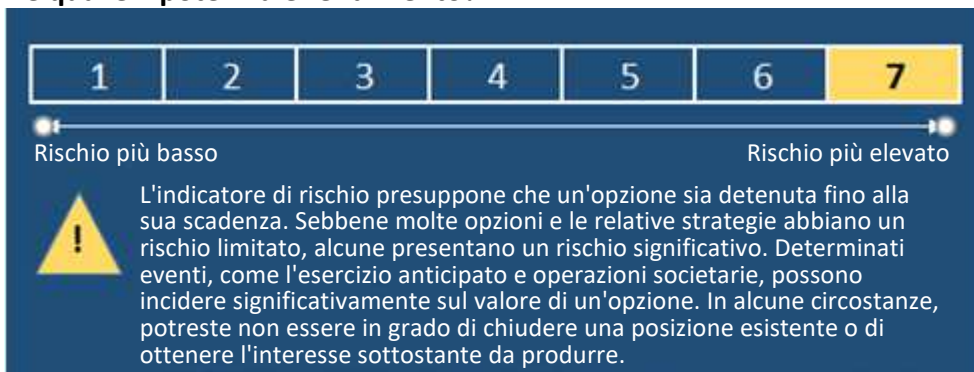 1 2 3 4 5 6 7
Rischio più basso Rischio più elevato
L'indicatore di rischio presuppone che un'opzione sia detenuta fino alla
sua scadenza. Sebbene molte opzioni e le relative strategie abbiano un
rischio limitato, alcune presentano un rischio significativo. Determinati
eventi, come l'esercizio anticipato e operazioni societarie, possono
incidere significativamente sul valore di un'opzione. In alcune circostanze,
potreste non essere in grado di chiudere una posizione esistente o di
ottenere l'interesse sottostante da produrre.